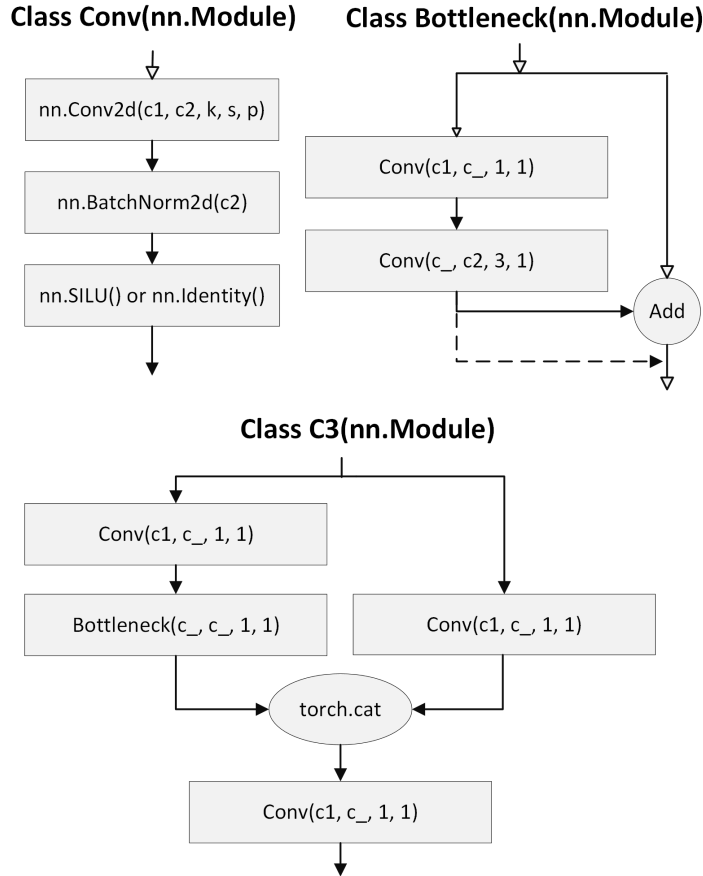 Class Conv(nn.Module)
nn.Conv2d(c1, c2, k, s, p)
nn.BatchNorm2d(c2)
nn.SILU() or nn.Identity()
Class Bottleneck(nn.Module)
Conv(c1, c_, 1, 1)
Conv(c_, c2, 3, 1)
Add
Class C3(nn.Module)
Conv(c1, c_, 1, 1)
Bottleneck(c_, c_, 1, 1)
Conv(c1, c_, 1, 1)
torch.cat
Conv(c1, c_, 1, 1)